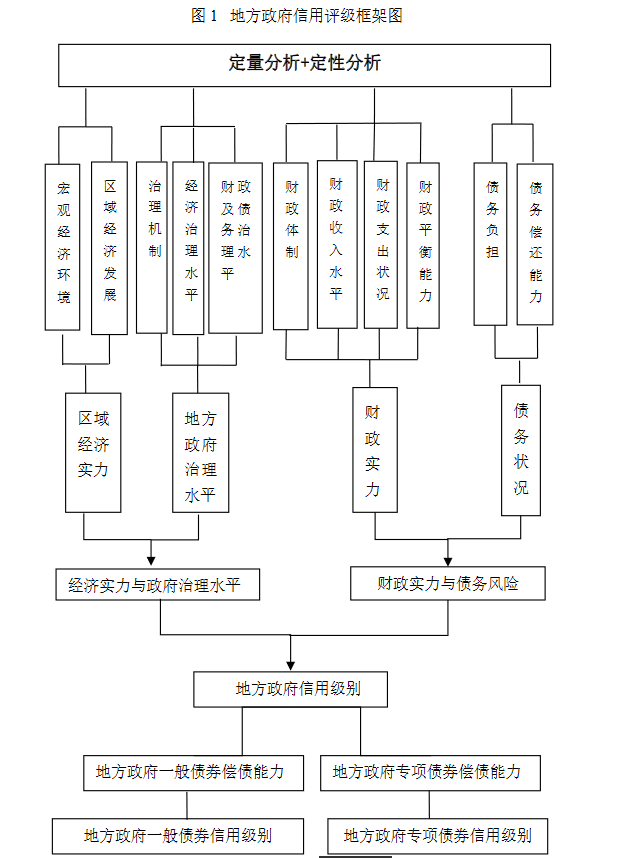 图 1 地方政府信用评级框架图
定量分析+定性分析
宏观经济环境
区域经济发展
治理机制
经济治理水平
财政
及债
务治
理水
平
财政体制
财政收入水平
财政支出状况
财政平衡能力
债务负担
债务偿还能力
区域
经济
实力
地方
政府
治理
水平
财政实力
债务状况
经济实力与政府治理水平
财政实力与债务风险
地方政府信用级别
地方政府一般债券偿债能力
地方政府专项债券偿债能力
地方政府一般债券信用级别
地方政府专项债券信用级别